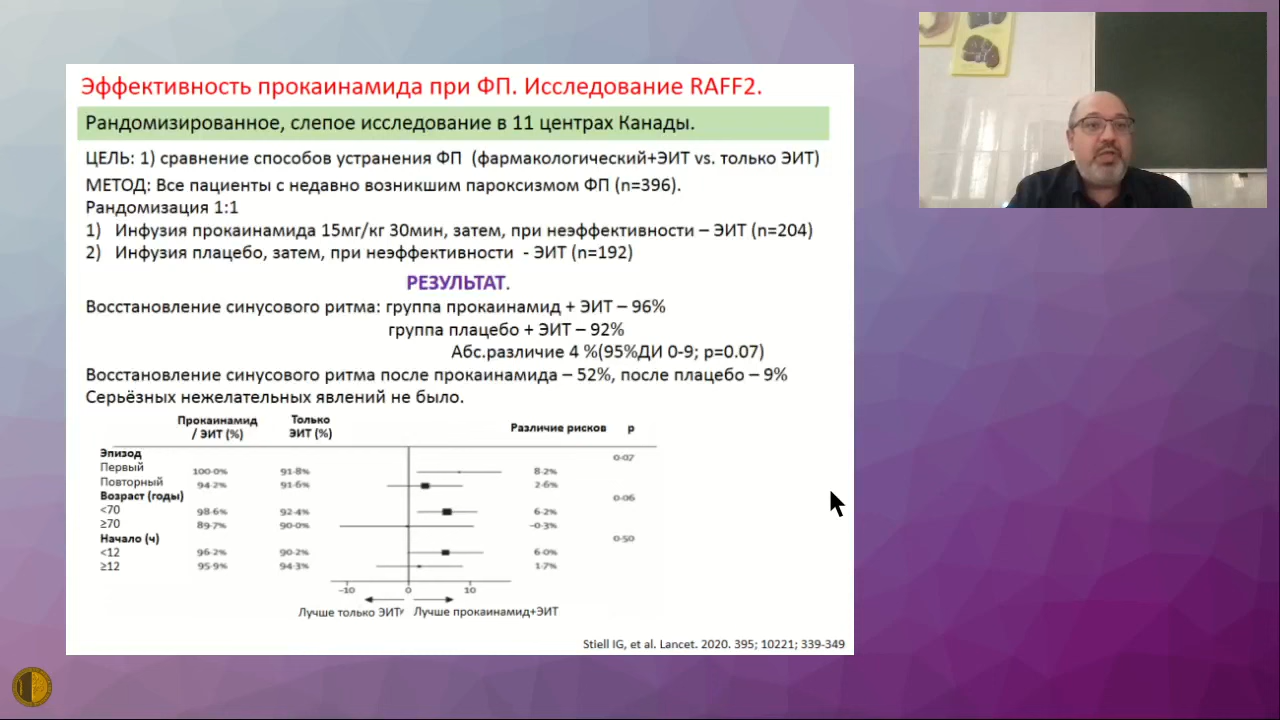 Эффективность прокаинамида при ФП. Исследование RAFF2.
Рандомизированное, слепое исследование в 11 центрах Канады.
ЦЕЛЬ: 1) сравнение способов устранения ФП (фармакологический+ЭИТ vs. только ЭИТ)
МЕТОД: Все пациенты с недавно возникшим пароксизмом ФП (n=396).
Рандомизация 1:1
1) Инфузия прокаинамида 15мг/кг 30мин, затем, при неэффективности – ЭИТ (n=204)
2) Инфузия плацебо, затем, при неэффективности - ЭИТ (n=192)
РЕЗУЛЬТАТ.
Восстановление синусового ритма: группа прокаинамид + ЭИТ – 96%
группа плацебо + ЭИТ – 92%
Абс.различие 4 %(95%ДИ 0-9; p=0.07)
Восстановление синусового ритма после прокаинамида – 52%, после плацебо – 9%
Серьёзных нежелательных явлений не было.
Прокаинамид / ЭИТ (%) Только ЭИТ (%) Различие рисков р
Эпизод 0·07
Первый 100·0% 91·8% 8·2%
Повторный 94·2% 91·6% 2·6%
Возраст (годы) 0·06
<70 98·6% 92·4% 6·2%
≥70 89·7% 90·0% –0·3%
Начало (ч) 0·50
<12 96·2% 90·2% 6·0%
≥12 95·9% 94·3% 1·7%
–10 0 10
Лучше только ЭИТ Лучше прокаинамид+ЭИТ
Stiell IG, et al. Lancet. 2020. 395; 10221; 339-349